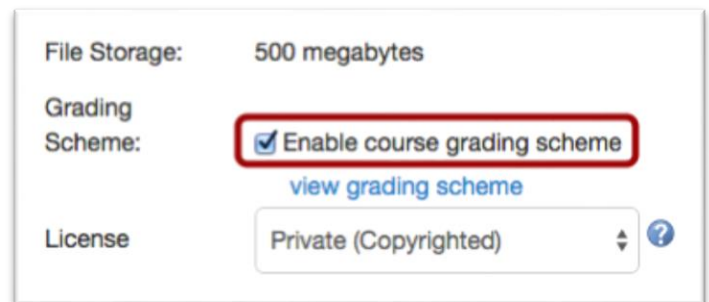 File Storage: 500 megabytes
Grading
Scheme: Enable course grading scheme
view grading scheme
License Private (Copyrighted) ?